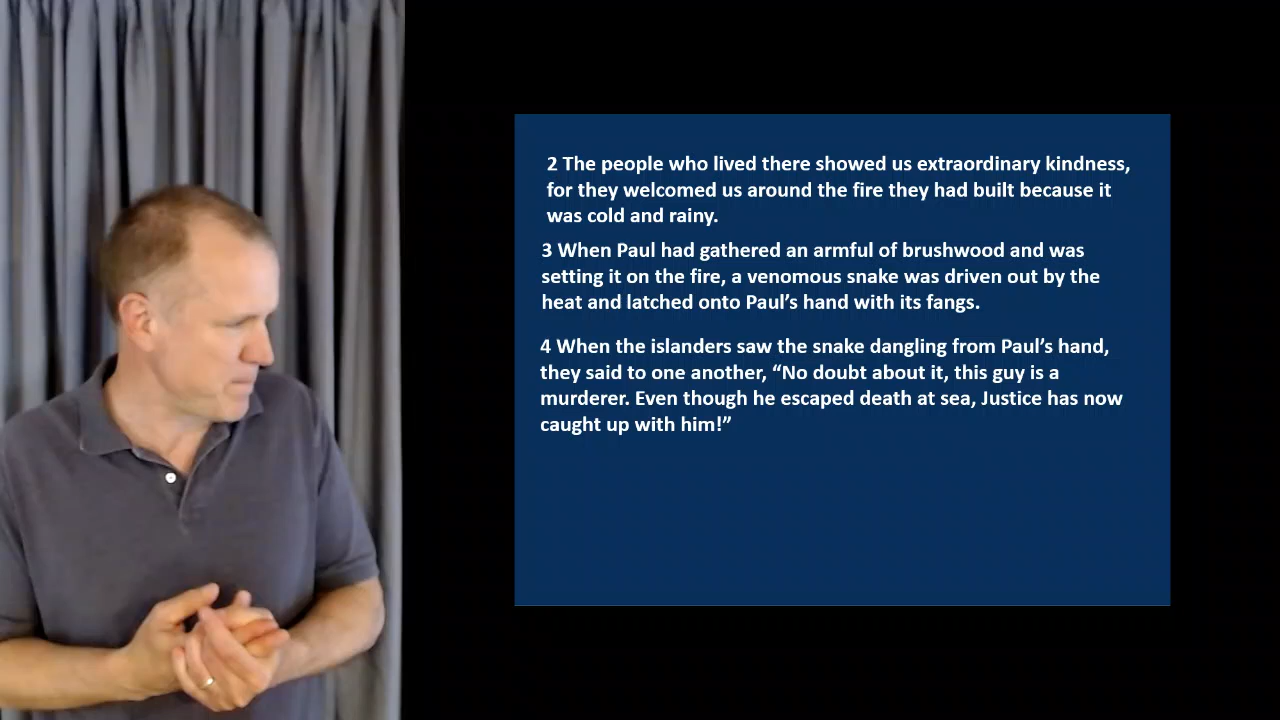 2 The people who lived there showed us extraordinary kindness,
for they welcomed us around the fire they had built because it
was cold and rainy.
3 When Paul had gathered an armful of brushwood and was
setting it on the fire, a venomous snake was driven out by the
heat and latched onto Paul’s hand with its fangs.
4 When the islanders saw the snake dangling from Paul’s hand,
they said to one another, “No doubt about it, this guy is a
murderer. Even though he escaped death at sea, Justice has now
caught up with him!”